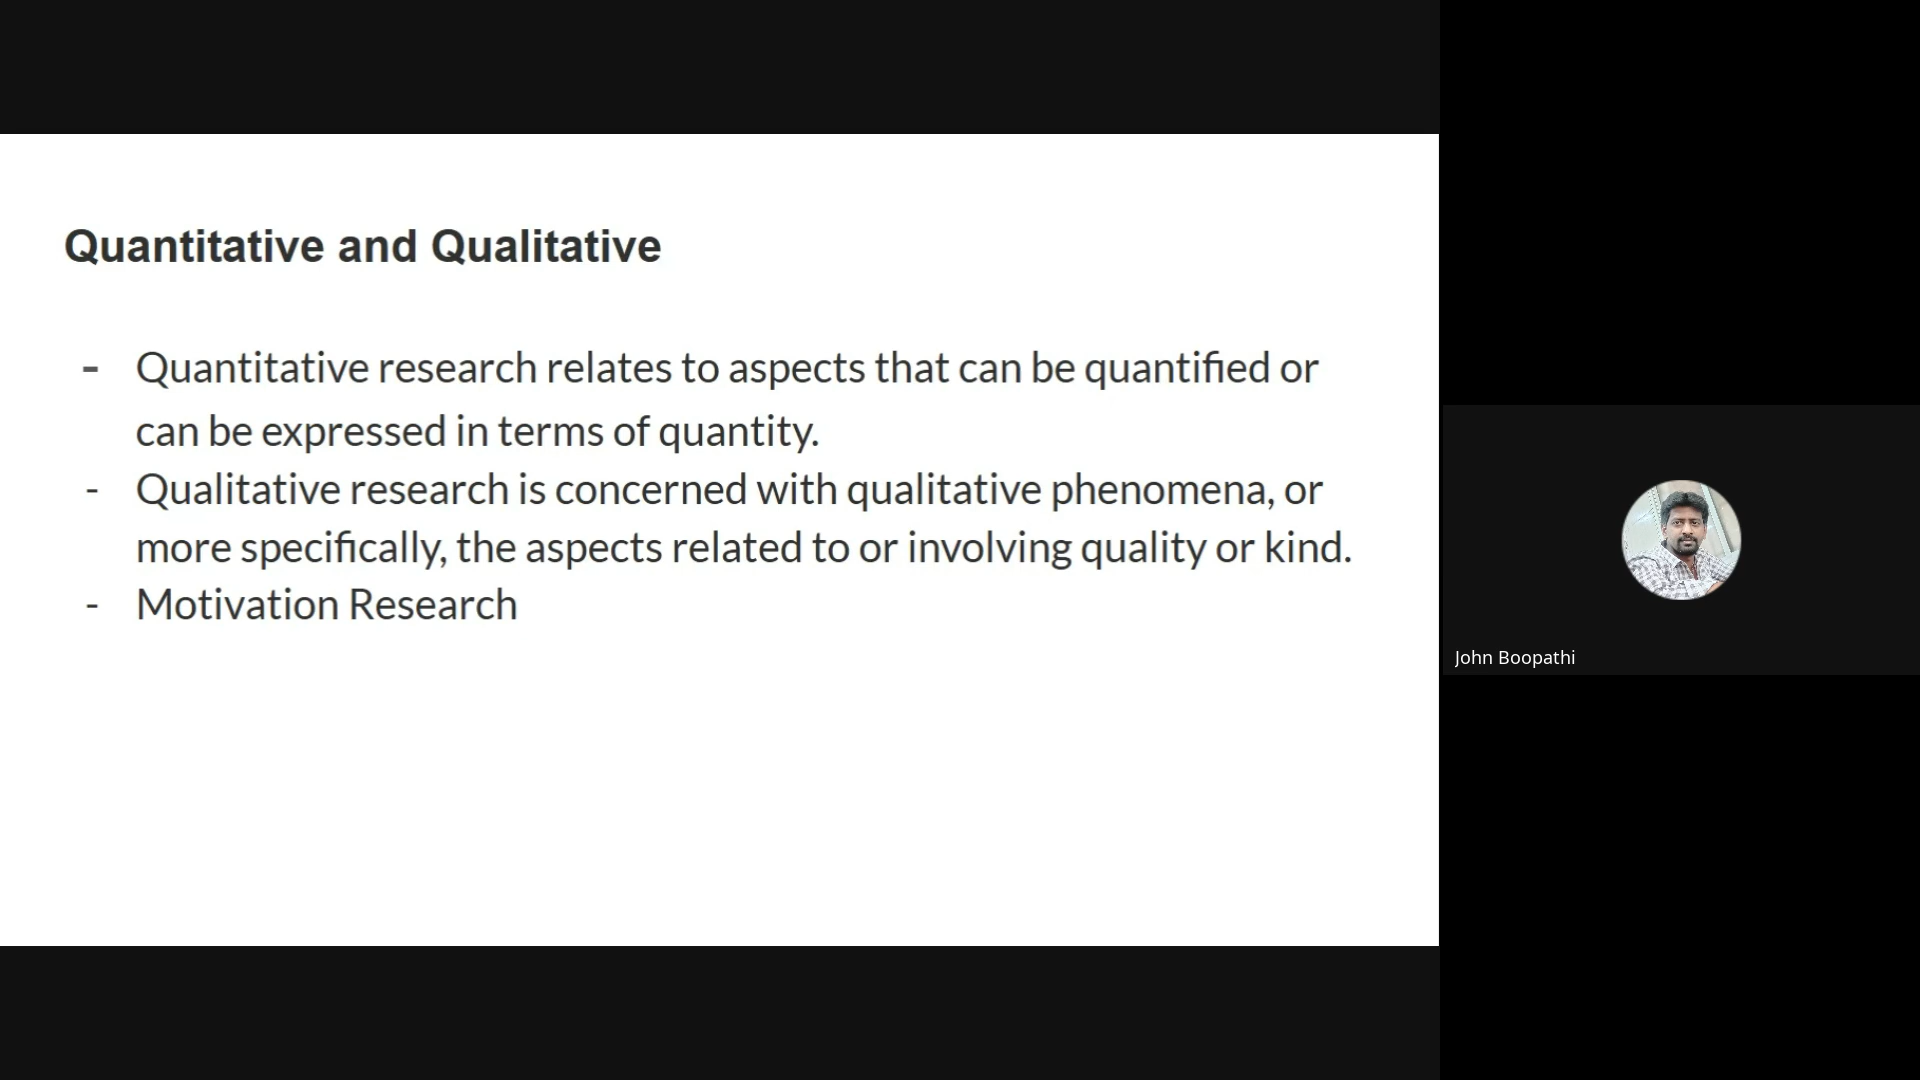 Quantitative and Qualitative
- Quantitative research relates to aspects that can be quantified or
can be expressed in terms of quantity.
- Qualitative research is concerned with qualitative phenomena, or
more specifically, the aspects related to or involving quality or kind.
- Motivation Research
John Boopathi